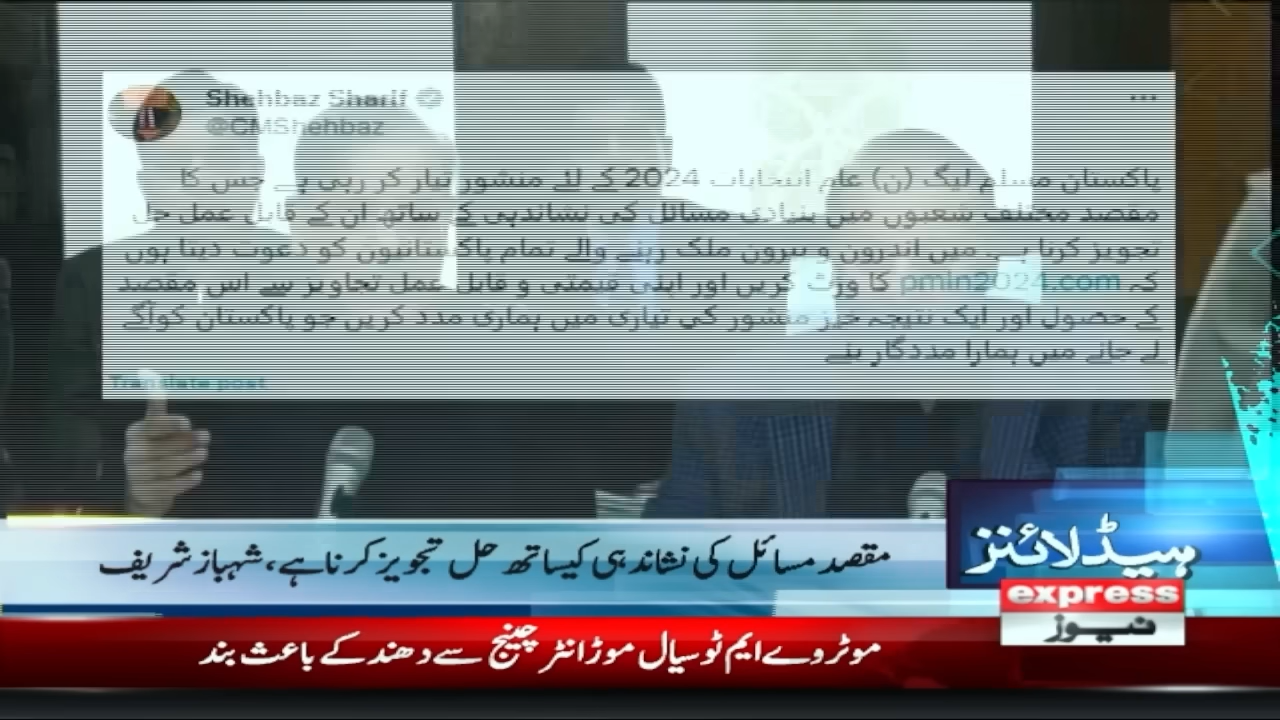 Shehbaz Sharif
@CMShehbaz
پاکستان مسلم لیگ (ن) عام انتخابات 2024 کے لئے منشور تیار کر رہی ہے جس کا
مقصد مختلف شعبوں میں بنیادی مسائل کی نشاندہی کے ساتھ ان کے قابل عمل حل
تجویز کرنا ہے۔ میں اندرون و بیرون ملک رہنے والے تمام پاکستانیوں کو دعوت دیتا ہوں
کہ pmln2024.com کا وزٹ کریں اور اپنی قیمتی و قابل عمل تجاویز سے اس مقصد
کے حصول اور ایک نتیجہ خیز منشور کی تیاری میں ہماری مدد کریں جو پاکستان کو آگے
لے جانے میں ہمارا مددگار بنے
Translate post
ہیڈلائنز
مقصد مسائل کی نشاندہی کیساتھ حل تجویز کرنا ہے، شہباز شریف
express
نیوز
موٹروے ایم ٹو سیال موڑ انٹرچینج سے دھند کے باعث بند